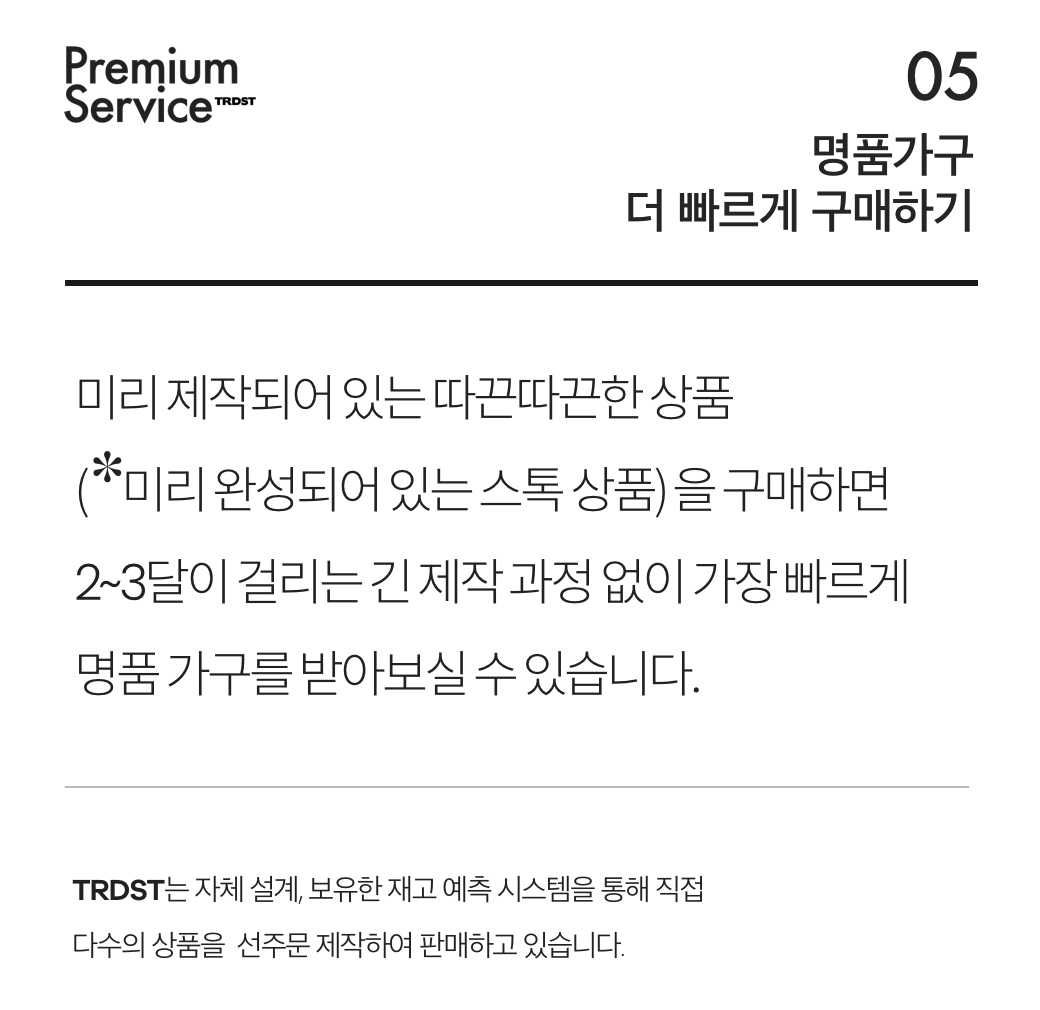 Premium
Service TRDST
05
명품가구
더 빠르게 구매하기
미리 제작되어 있는 따끈따끈한 상품
(*미리 완성되어 있는 스톡 상품) 을 구매하면
2~3달이 걸리는 긴 제작 과정 없이 가장 빠르게
명품 가구를 받아보실 수 있습니다.
TRDST는 자체 설계, 보유한 재고 예측 시스템을 통해 직접
다수의 상품을 선주문 제작하여 판매하고 있습니다.